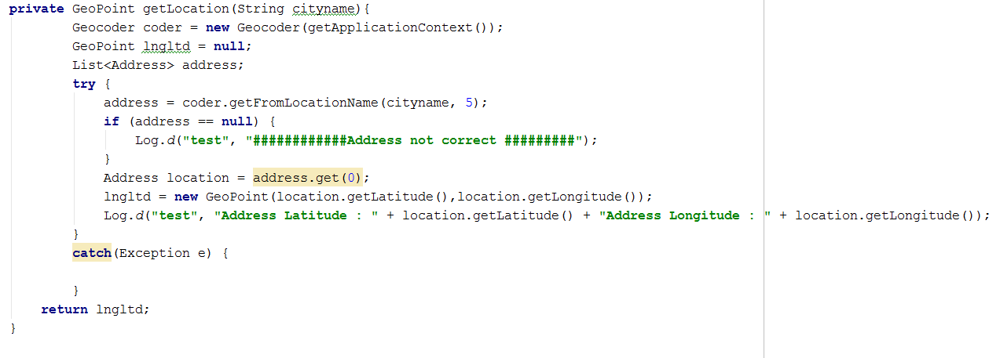 private GeoPoint getLocation(String cityname){
Geocoder coder = new Geocoder(getApplicationContext());
GeoPoint lngltd = null;
List<Address> address;
try {
address = coder.getFromLocationName(cityname, 5);
if (address == null) {
Log.d("test", "############Address not correct #########");
}
Address location = address.get(0);
lngltd = new GeoPoint(location.getLatitude(),location.getLongitude());
Log.d("test", "Address Latitude : " + location.getLatitude() + "Address Longitude : " + location.getLongitude());
}
catch(Exception e) {
}
return lngltd;
}